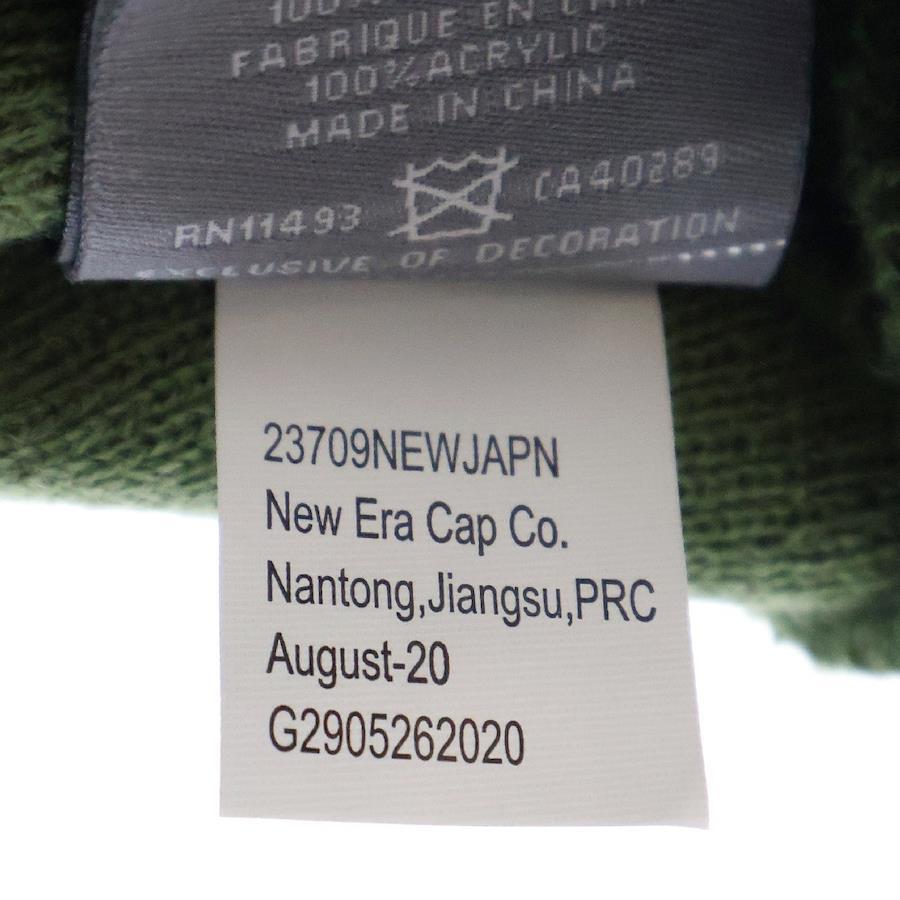 100%
FABRIQUE EN
100% ACRYLIC
MADE IN CHINA
RN11493 CA40289
EXCLUSIVE OF DECORATION
23709NEWJAPN
New Era Cap Co.
Nantong,Jiangsu,PRC
August-20
G2905262020